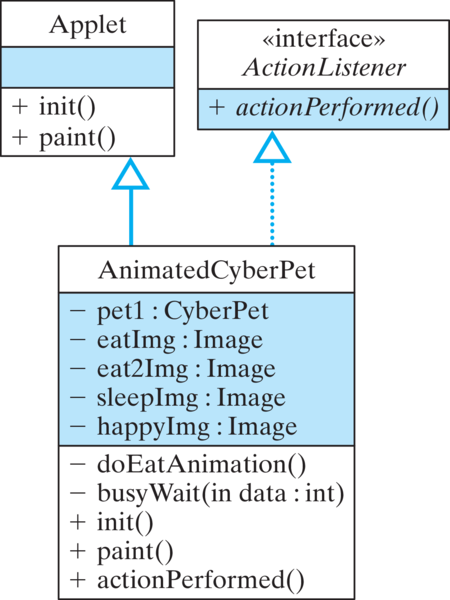 Applet
+ init()
+ paint()
«interface»
ActionListener
+ actionPerformed()
AnimatedCyberPet
− pet1 : CyberPet
− eatImg : Image
− eat2Img : Image
− sleepImg : Image
− happyImg : Image
− doEatAnimation()
− busyWait(in data : int)
+ init()
+ paint()
+ actionPerformed()